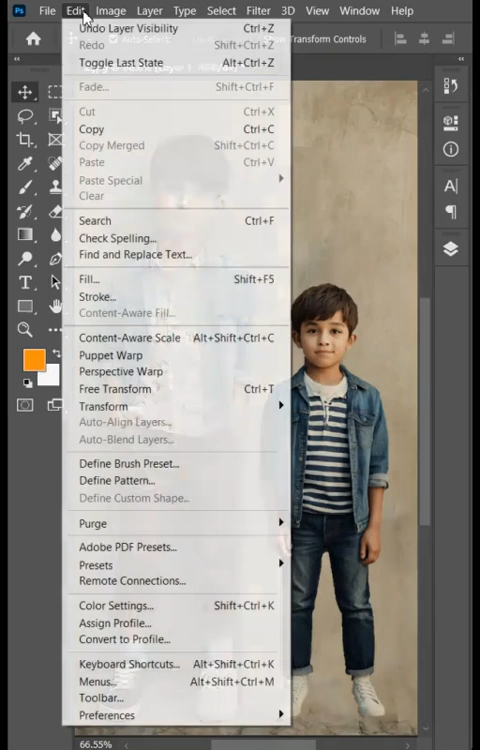 Ps File Edit Image Layer Type Select Filter 3D View Window Help
Undo Layer Visibility Ctrl+Z
Redo Shift+Ctrl+Z
Toggle Last State Alt+Ctrl+Z
Transform Controls
Fade... Shift+Ctrl+F
Cut Ctrl+X
Copy Ctrl+C
Copy Merged Shift+Ctrl+C
Paste Ctrl+V
Paste Special
Clear
Search Ctrl+F
Check Spelling...
Find and Replace Text...
Fill... Shift+F5
Stroke...
Content-Aware Fill...
Content-Aware Scale Alt+Shift+Ctrl+C
Puppet Warp
Perspective Warp
Free Transform Ctrl+T
Transform
Auto-Align Layers...
Auto-Blend Layers...
Define Brush Preset...
Define Pattern...
Define Custom Shape...
Purge
Adobe PDF Presets...
Presets
Remote Connections...
Color Settings... Shift+Ctrl+K
Assign Profile...
Convert to Profile...
Keyboard Shortcuts... Alt+Shift+Ctrl+K
Menus... Alt+Shift+Ctrl+M
Toolbar...
Preferences
66.55%